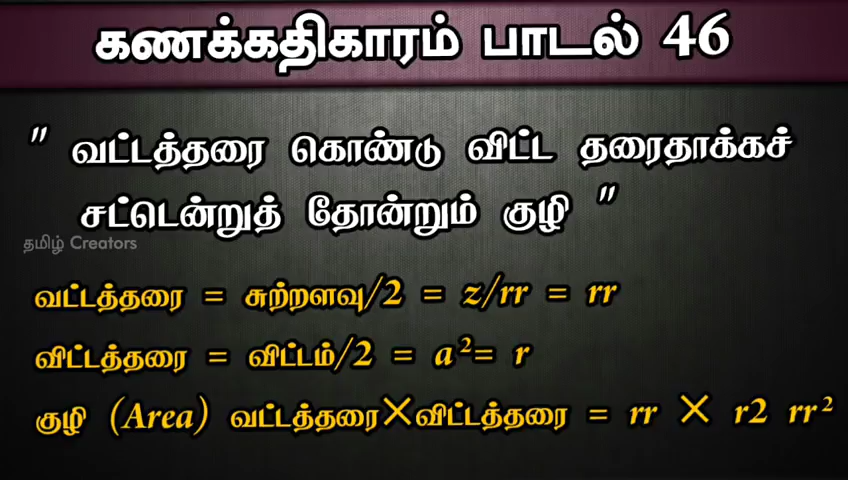 கணக்கதிகாரம் பாடல் 46
" வட்டத்தரை கொண்டு விட்ட தரைதாக்கச்
சட்டென்றுத் தோன்றும் குழி "
தமிழ் Creators
வட்டத்தரை = சுற்றளவு/2 = z/rr = rr
விட்டத்தரை = விட்டம்/2 = a²= r
குழி (Area) வட்டத்தரை×விட்டத்தரை = rr × r2 rr²